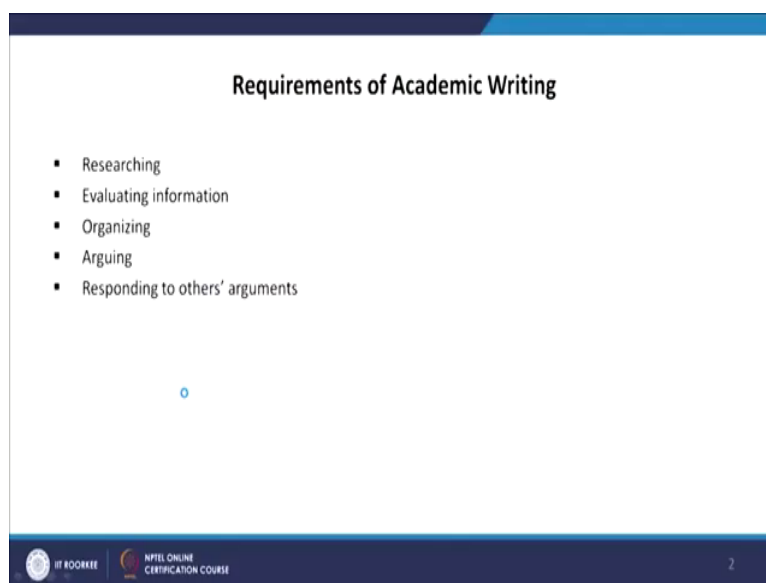 Requirements of Academic Writing
▪ Researching
▪ Evaluating information
▪ Organizing
▪ Arguing
▪ Responding to others' arguments
IIT ROORKEE
NPTEL ONLINE
CERTIFICATION COURSE
2